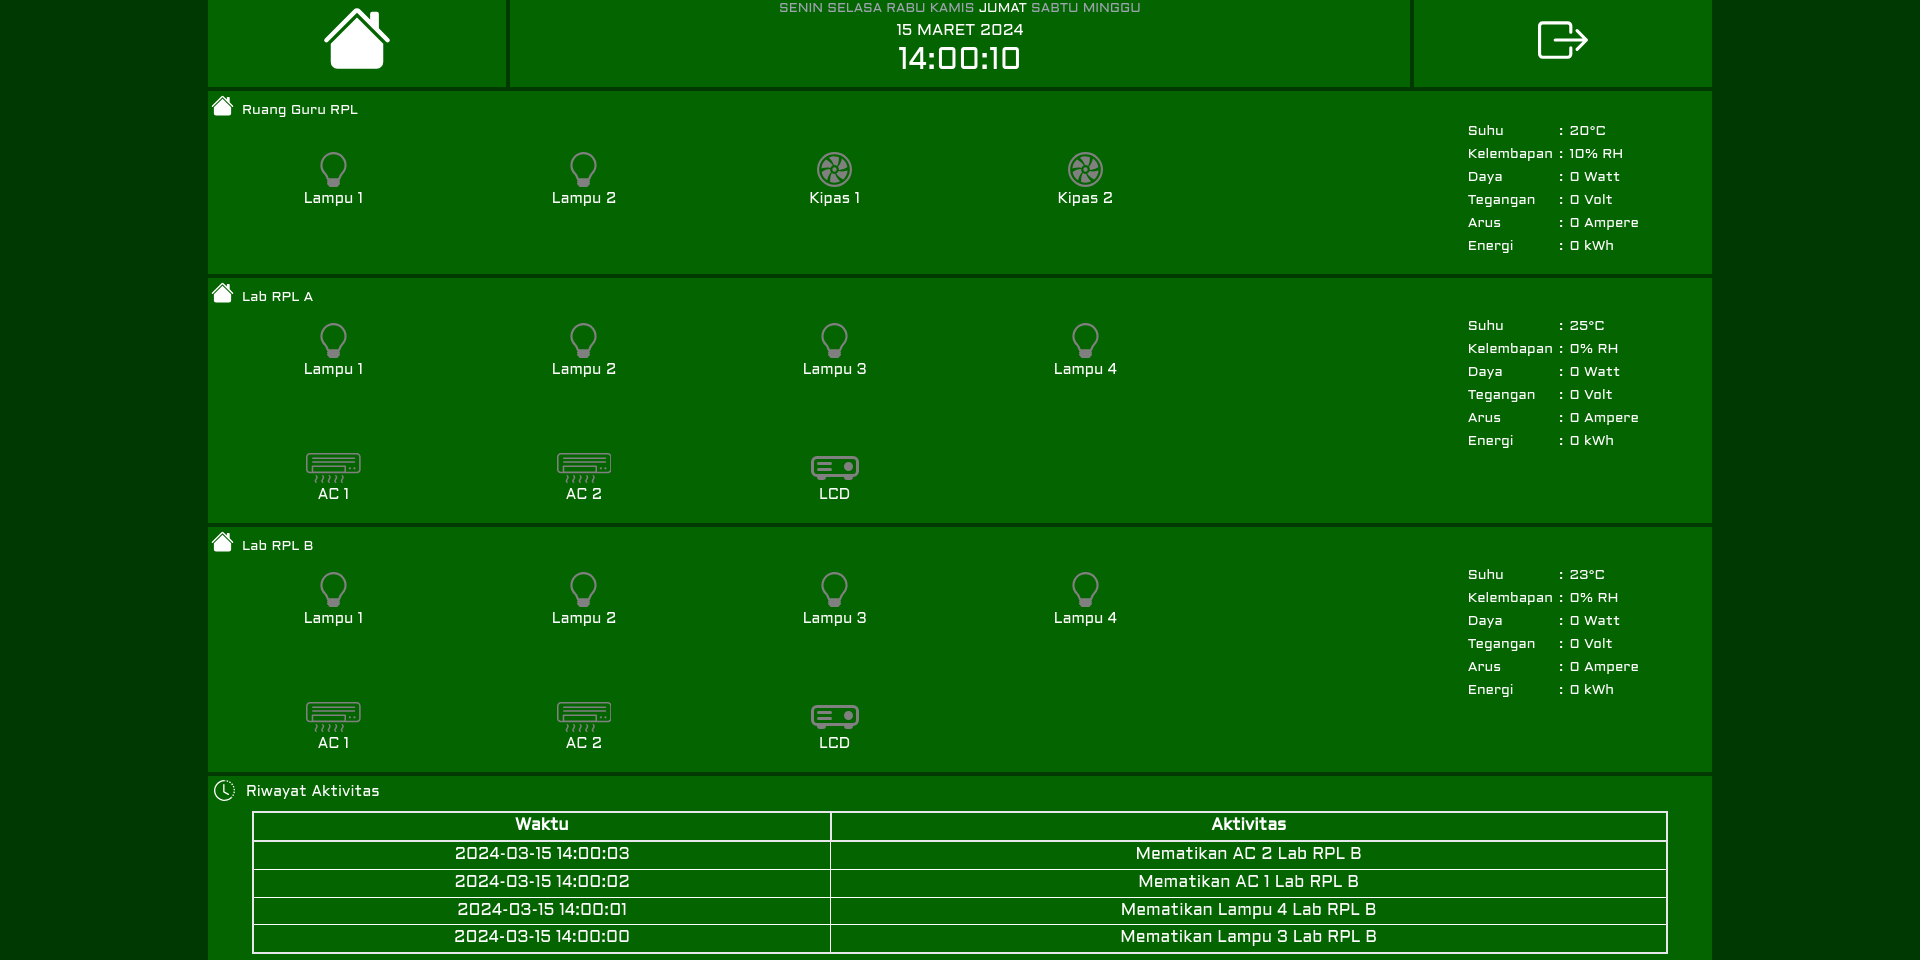 SENIN SELASA RABU KAMIS JUMAT SABTU MINGGU
15 MARET 2024
14:00:10
Ruang Guru RPL
Lampu 1
Lampu 2
Kipas 1
Kipas 2
Suhu : 20°C
Kelembapan : 10% RH
Daya : 0 Watt
Tegangan : 0 Volt
Arus : 0 Ampere
Energi : 0 kWh
Lab RPL A
Lampu 1
Lampu 2
Lampu 3
Lampu 4
AC 1
AC 2
LCD
Suhu : 25°C
Kelembapan : 0% RH
Daya : 0 Watt
Tegangan : 0 Volt
Arus : 0 Ampere
Energi : 0 kWh
Lab RPL B
Lampu 1
Lampu 2
Lampu 3
Lampu 4
AC 1
AC 2
LCD
Suhu : 23°C
Kelembapan : 0% RH
Daya : 0 Watt
Tegangan : 0 Volt
Arus : 0 Ampere
Energi : 0 kWh
Riwayat Aktivitas
Waktu Aktivitas
2024-03-15 14:00:03 Mematikan AC 2 Lab RPL B
2024-03-15 14:00:02 Mematikan AC 1 Lab RPL B
2024-03-15 14:00:01 Mematikan Lampu 4 Lab RPL B
2024-03-15 14:00:00 Mematikan Lampu 3 Lab RPL B